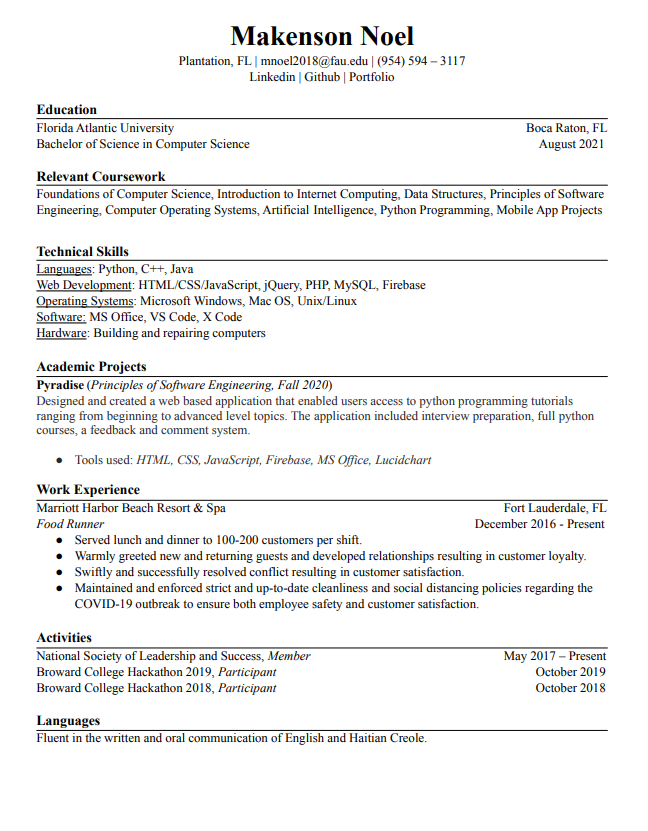 Makenson Noel
Plantation, FL | mnoel2018@fau.edu | (954) 594 – 3117
Linkedin | Github | Portfolio
Education
Florida Atlantic University Boca Raton, FL
Bachelor of Science in Computer Science August 2021
Relevant Coursework
Foundations of Computer Science, Introduction to Internet Computing, Data Structures, Principles of Software
Engineering, Computer Operating Systems, Artificial Intelligence, Python Programming, Mobile App Projects
Technical Skills
Languages: Python, C++, Java
Web Development: HTML/CSS/JavaScript, jQuery, PHP, MySQL, Firebase
Operating Systems: Microsoft Windows, Mac OS, Unix/Linux
Software: MS Office, VS Code, X Code
Hardware: Building and repairing computers
Academic Projects
Pyradise (Principles of Software Engineering, Fall 2020)
Designed and created a web based application that enabled users access to python programming tutorials
ranging from beginning to advanced level topics. The application included interview preparation, full python
courses, a feedback and comment system.
● Tools used: HTML, CSS, JavaScript, Firebase, MS Office, Lucidchart
Work Experience
Marriott Harbor Beach Resort & Spa Fort Lauderdale, FL
Food Runner December 2016 - Present
● Served lunch and dinner to 100-200 customers per shift.
● Warmly greeted new and returning guests and developed relationships resulting in customer loyalty.
● Swiftly and successfully resolved conflict resulting in customer satisfaction.
● Maintained and enforced strict and up-to-date cleanliness and social distancing policies regarding the
COVID-19 outbreak to ensure both employee safety and customer satisfaction.
Activities
National Society of Leadership and Success, Member May 2017 – Present
Broward College Hackathon 2019, Participant October 2019
Broward College Hackathon 2018, Participant October 2018
Languages
Fluent in the written and oral communication of English and Haitian Creole.